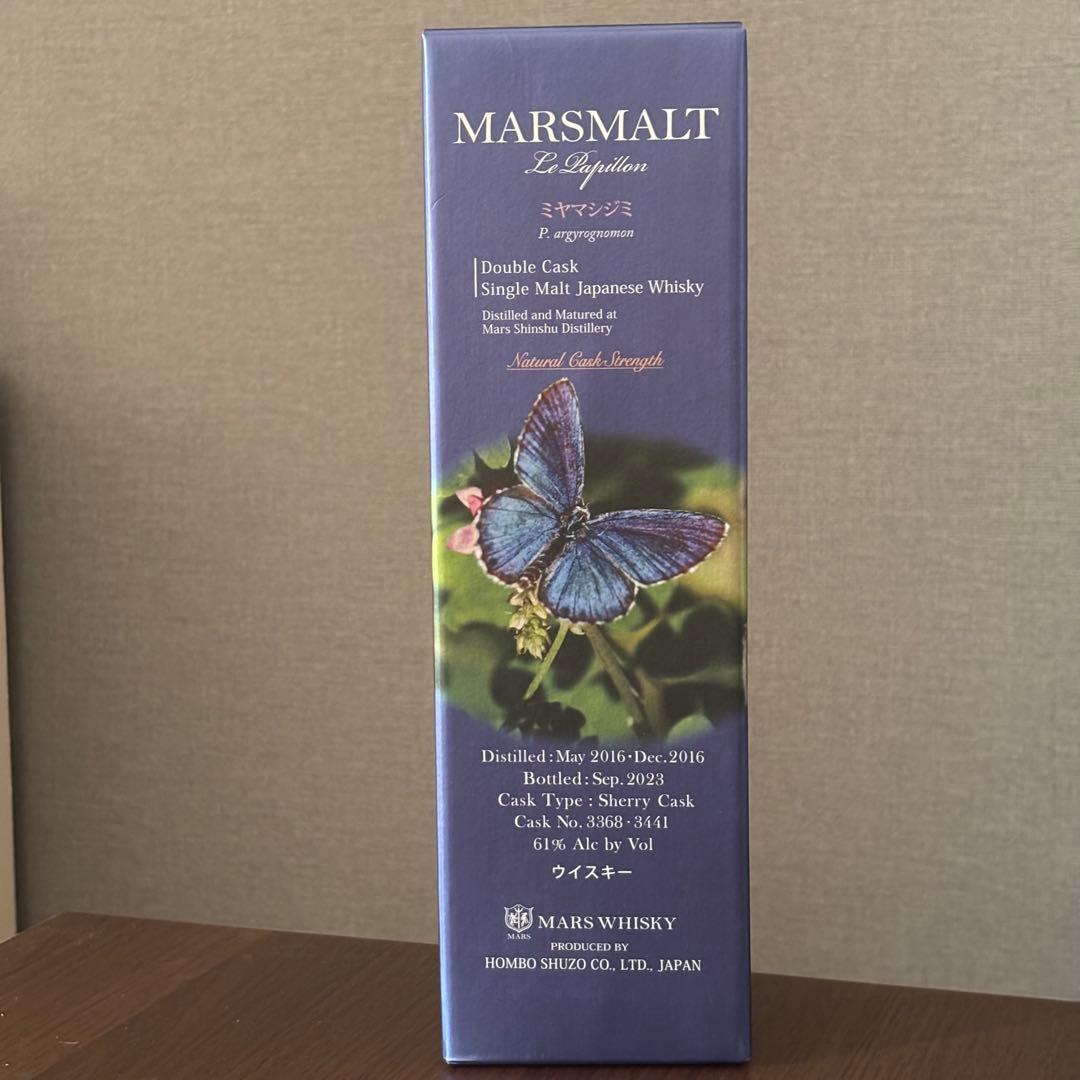 MARSMALT
Le Papillon
ミヤマシジミ
P. argyrognomon
Double Cask
Single Malt Japanese Whisky
Distilled and Matured at
Mars Shinshu Distillery
Natural Cask Strength
Distilled : May 2016・Dec. 2016
Bottled : Sep. 2023
Cask Type : Sherry Cask
Cask No. 3368・3441
61% Alc by Vol
ウイスキー
MARS
MARS WHISKY
PRODUCED BY
HOMBO SHUZO CO., LTD., JAPAN